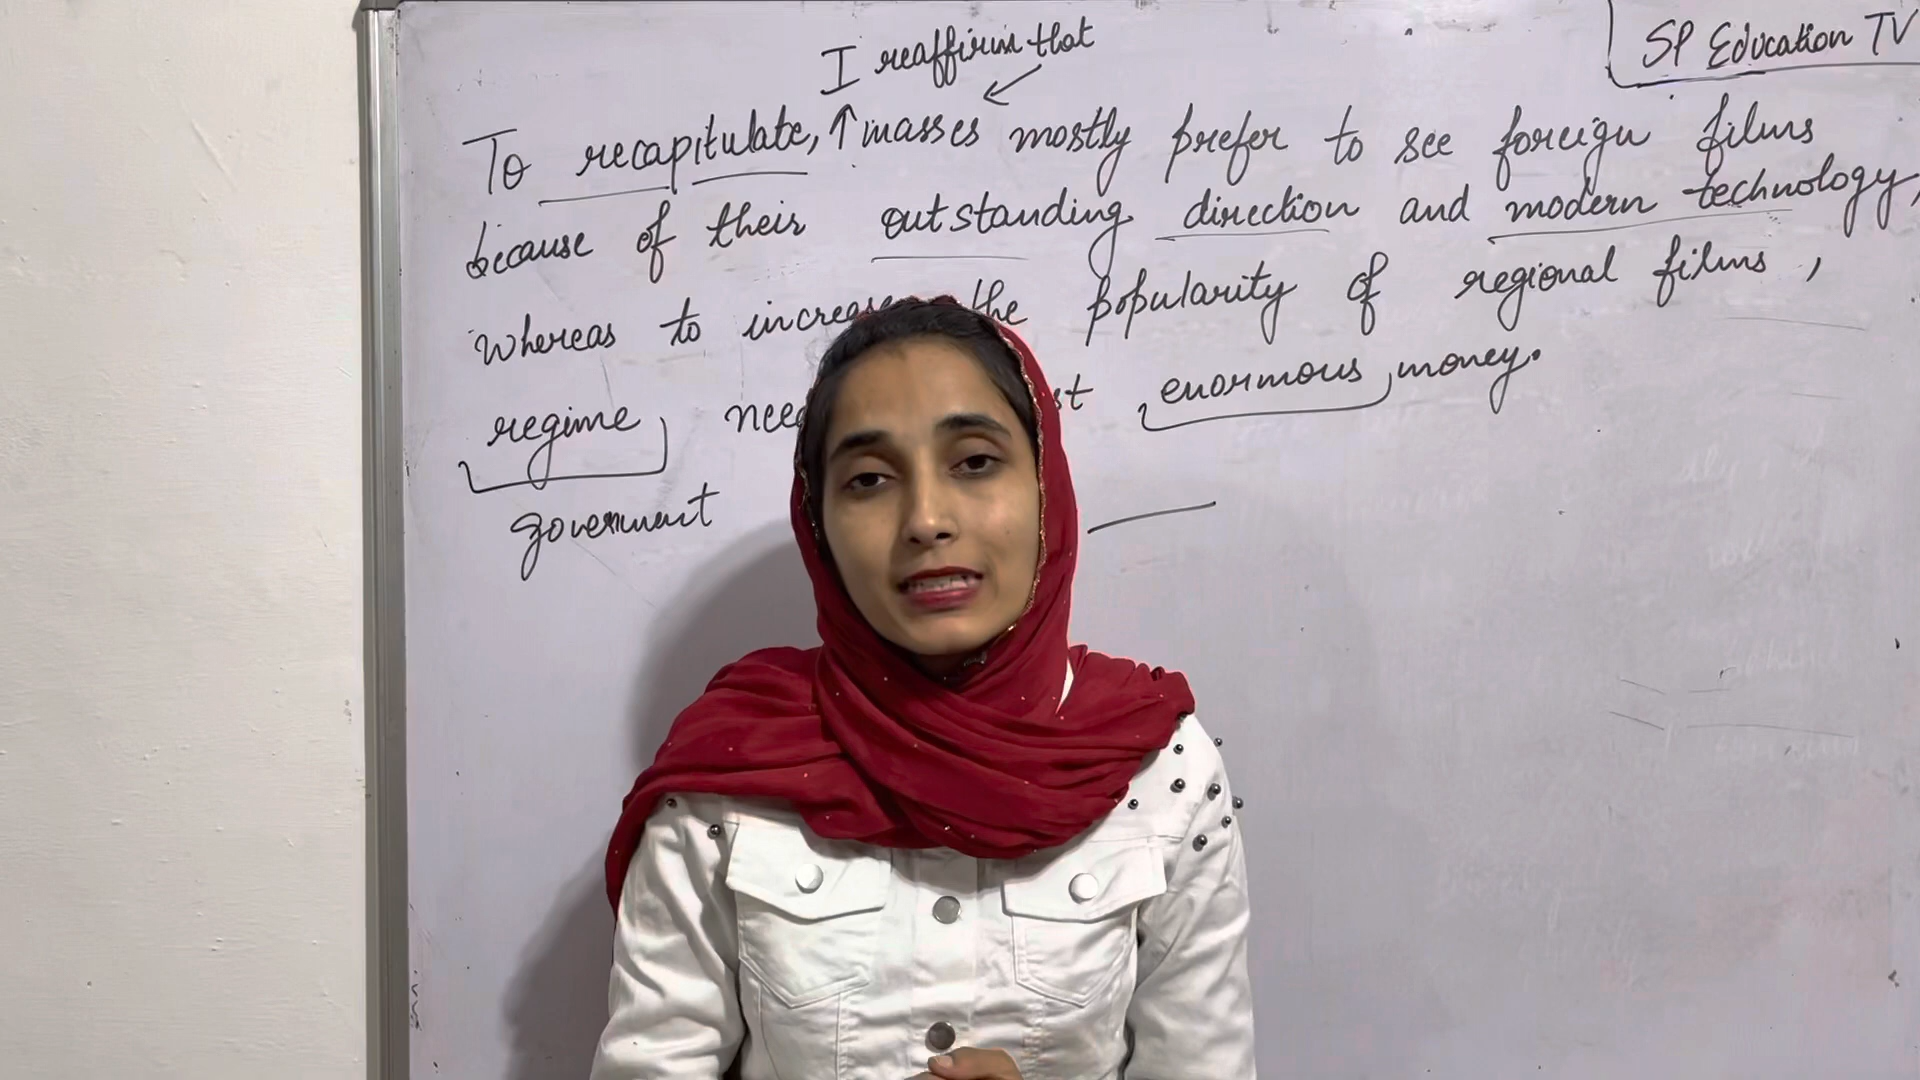 I reaffirm that
SP Education TV
To recapitulate, ↑ masses mostly prefer to see foreign films
because of their outstanding direction and modern technology,
whereas to increase the popularity of regional films,
regime enormous money.
government